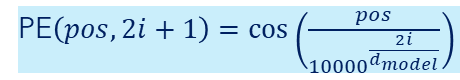 PE(pos, 2i + 1) = cos(pos / 10000^(2i / d_model))